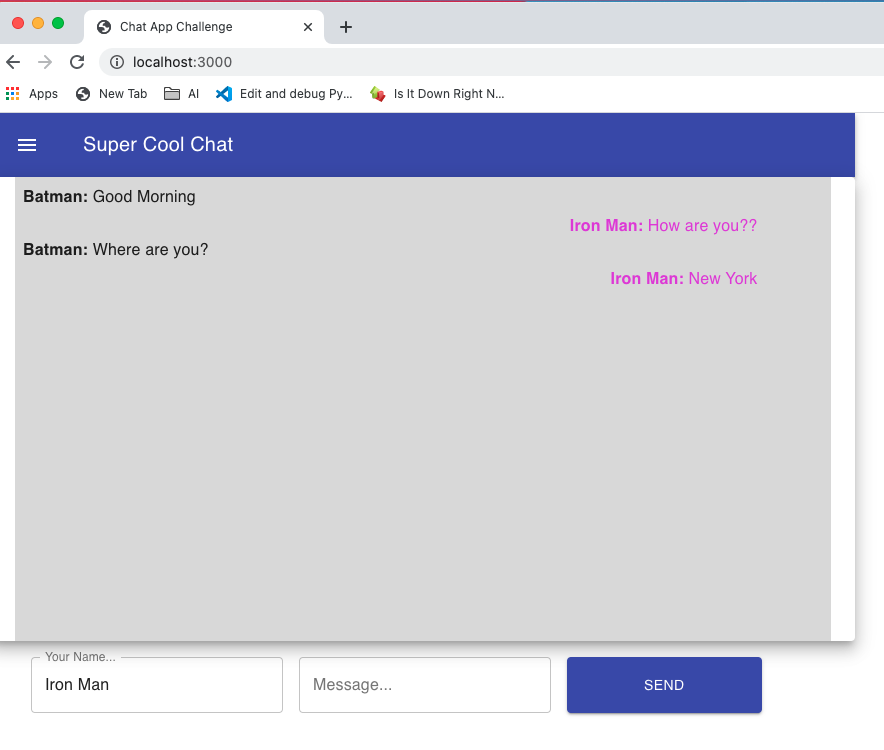 Chat App Challenge
localhost:3000
Apps New Tab AI Edit and debug Py... Is It Down Right N...
Super Cool Chat
Batman: Good Morning
Iron Man: How are you??
Batman: Where are you?
Iron Man: New York
Your Name...
Iron Man Message... SEND